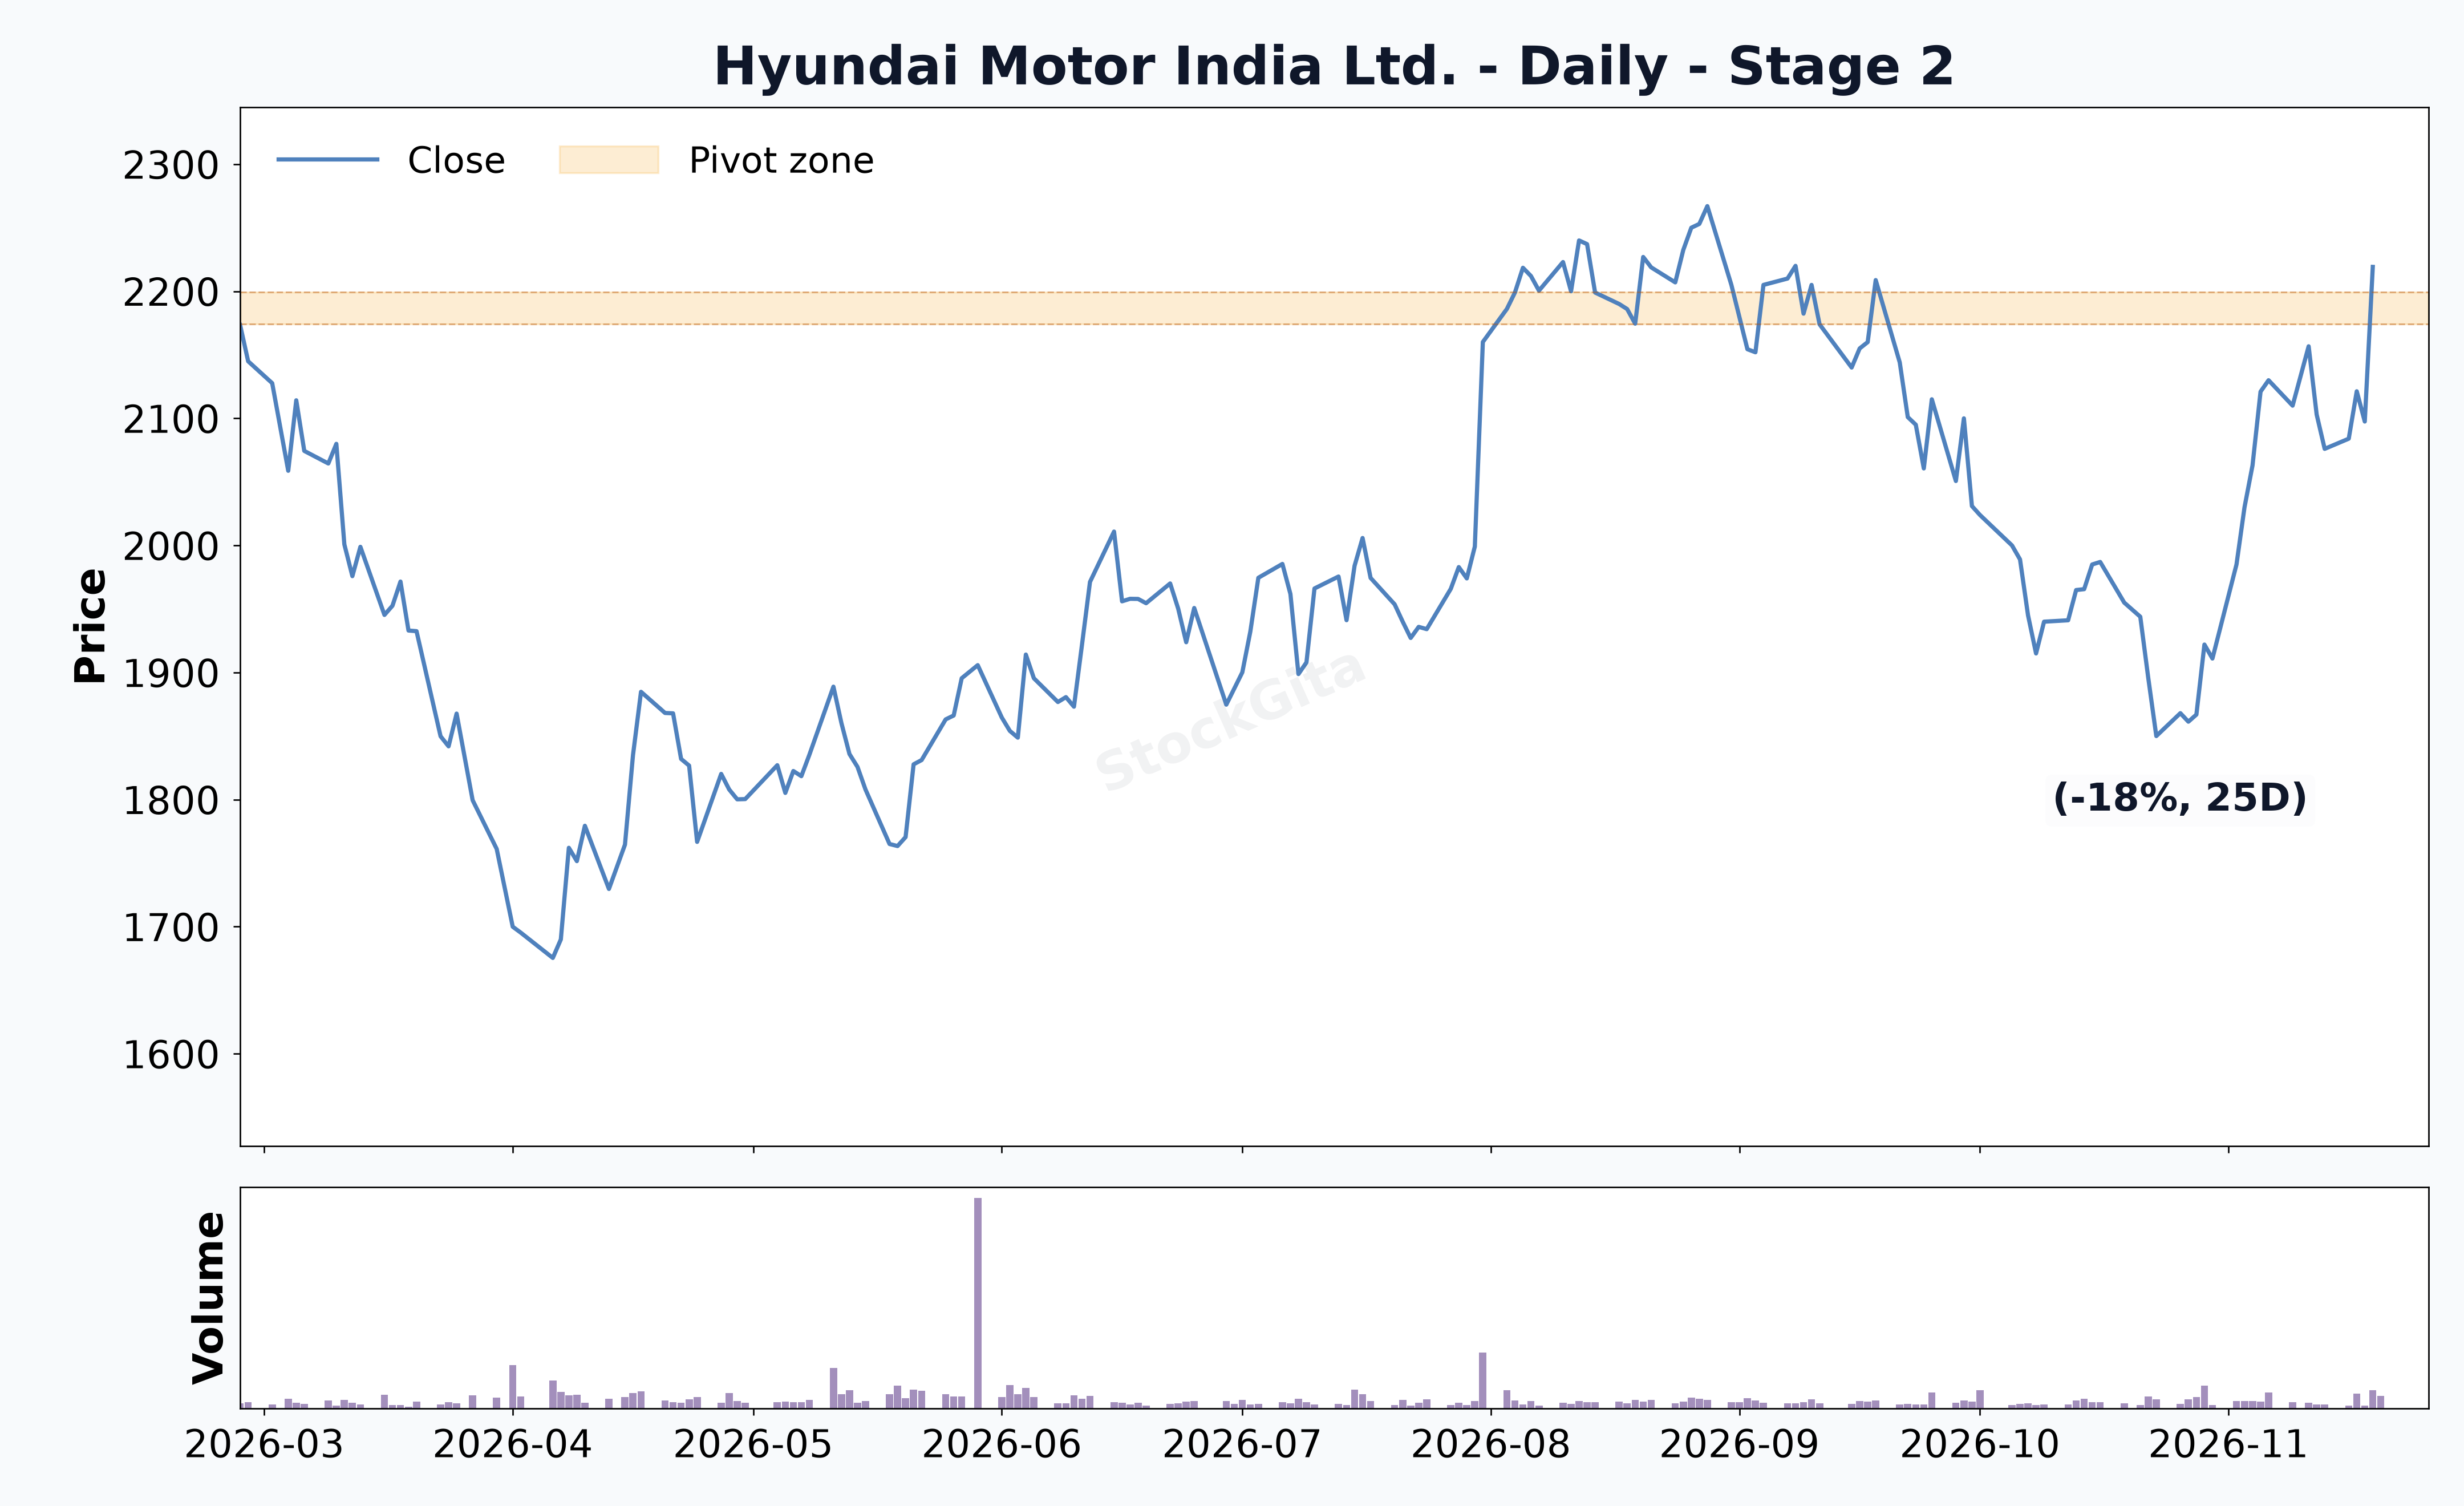 Hyundai Motor India Ltd. - Daily - Stage 2
Close
Pivot zone
2300
2200
2100
2000
1900
1800
1700
1600
Price
StockGita
(-18%, 25D)
Volume
2026-03
2026-04
2026-05
2026-06
2026-07
2026-08
2026-09
2026-10
2026-11